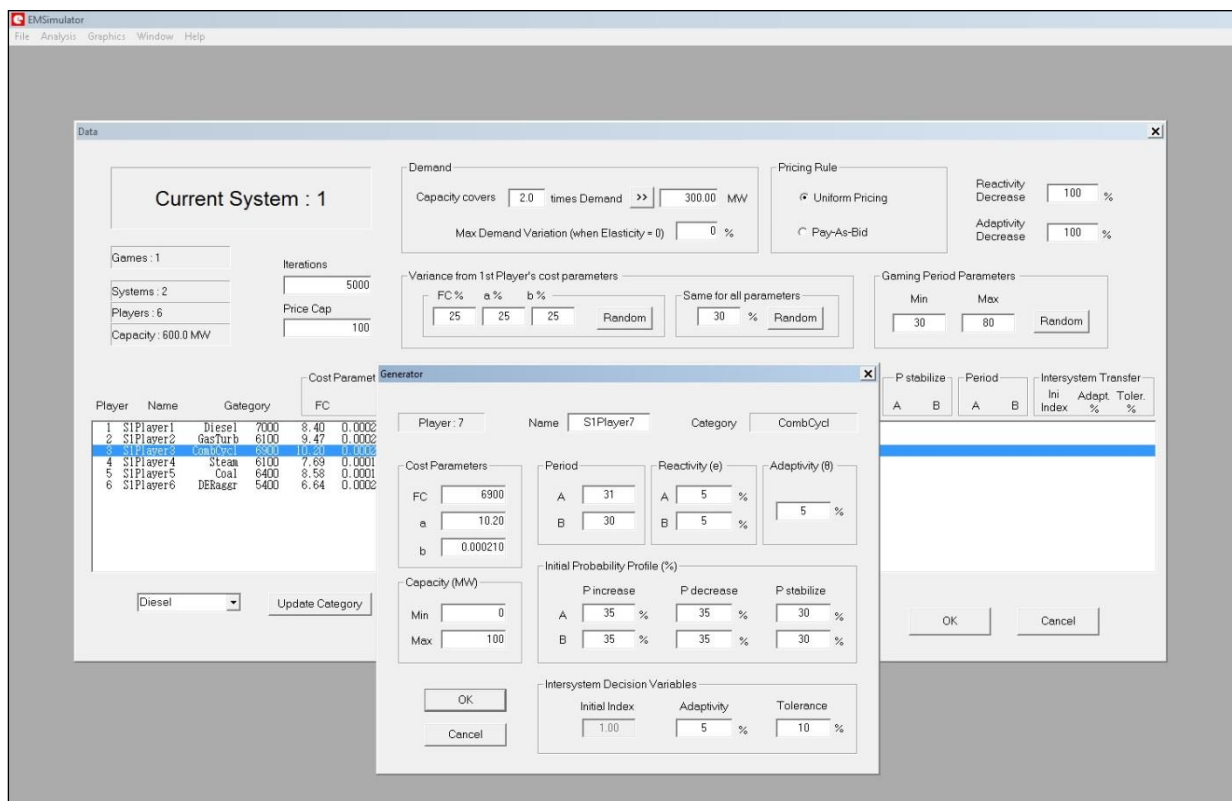 EMSimulator
File Analysis Graphics Window Help
Data
Current System : 1
Games : 1
Systems : 2
Players : 6
Capacity : 600.0 MW
Iterations
5000
Price Cap
100
Demand
Capacity covers 2.0 times Demand >> 300.00 MW
Max Demand Variation (when Elasticity = 0) 0 %
Pricing Rule
Uniform Pricing
Pay-As-Bid
Reactivity Decrease 100 %
Adaptivity Decrease 100 %
Variance from 1st Player's cost parameters
FC % a % b %
25 25 25 Random
Same for all parameters
30 % Random
Gaming Period Parameters
Min Max
30 80 Random
Cost Paramet
Player Name Gategory FC
P stabilize Period Intersystem Transfer
A B A B Ini Index Adapt. % Toler. %
1 S1Player1 Diesel 7000 8.40 0.0002
2 S1Player2 GasTurb 6100 9.47 0.0002
3 S1Player3 CombCycl 6900 10.20 0.0002
4 S1Player4 Steam 6100 7.69 0.0001
5 S1Player5 Coal 6400 8.58 0.0001
6 S1Player6 DERaggr 5400 6.64 0.0002
Diesel Update Category
OK Cancel
Generator
Player : 7 Name S1Player7 Category CombCycl
Cost Parameters
FC 6900
a 10.20
b 0.000210
Period
A 31
B 30
Reactivity (e)
A 5 %
B 5 %
Adaptivity (θ)
5 %
Capacity (MW)
Min 0
Max 100
Initial Probability Profile (%)
P increase P decrease P stabilize
A 35 % 35 % 30 %
B 35 % 35 % 30 %
Intersystem Decision Variables
Initial Index Adaptivity Tolerance
1.00 5 % 10 %
OK
Cancel